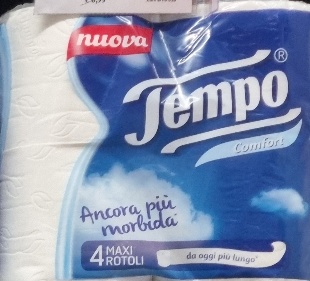 nuova
Tempo®
Comfort
Ancora più
morbida*
4 MAXI
ROTOLI
da oggi più lungo*